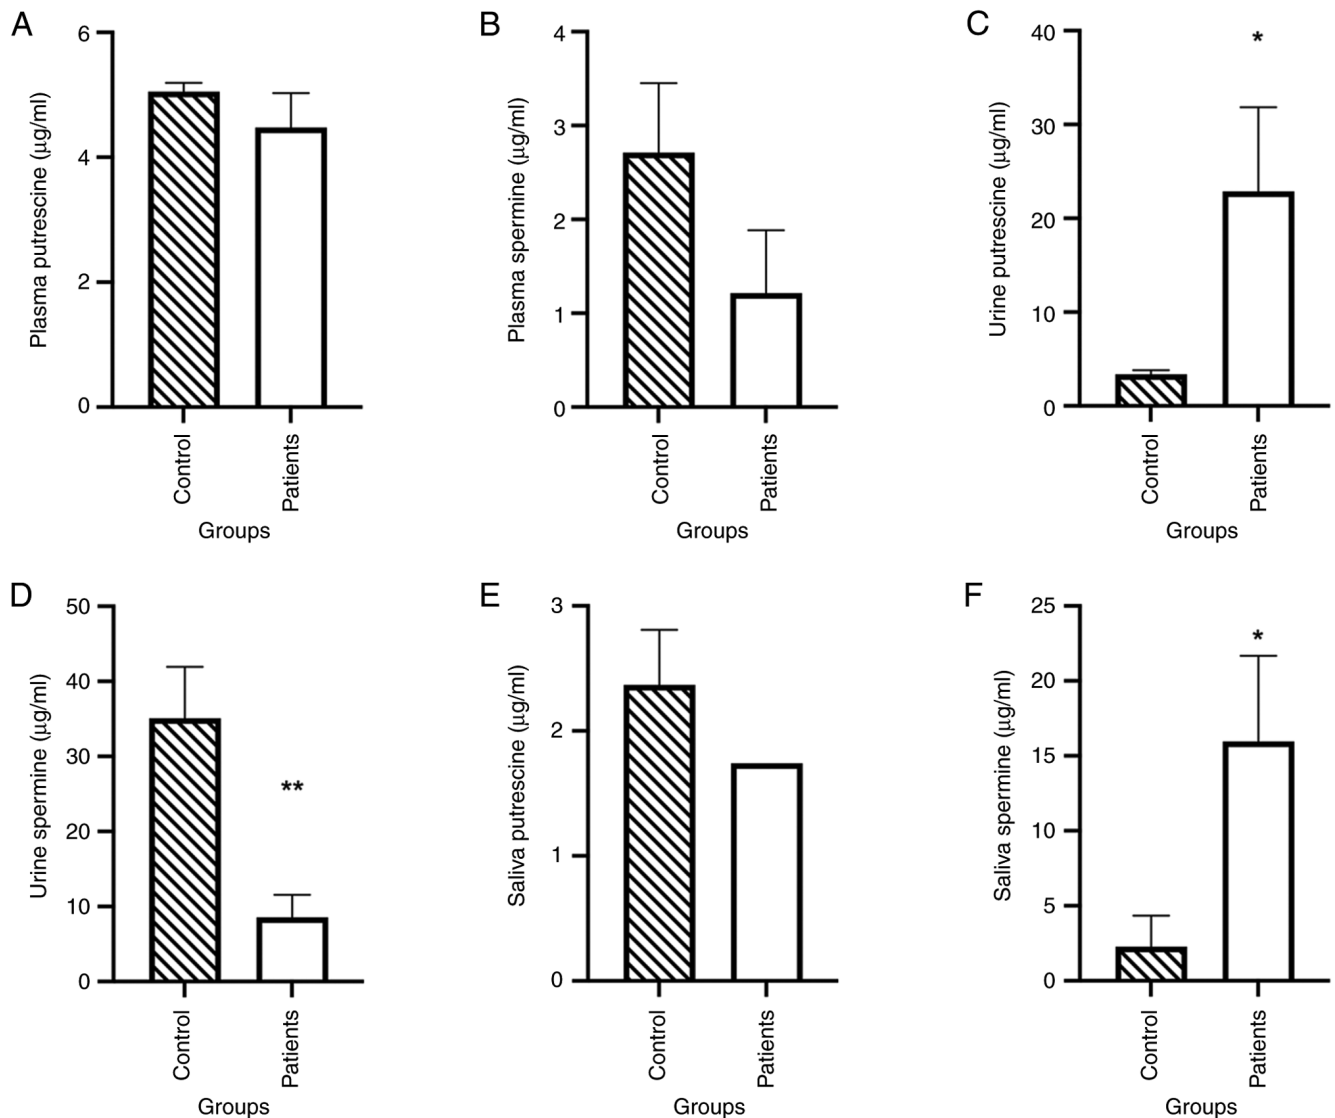 A
Plasma putrescine (μg/ml)
6
4
2
0
Control
Patients
Groups
B
Plasma spermine (μg/ml)
4
3
2
1
0
Control
Patients
Groups
C
Urine putrescine (μg/ml)
40
30
20
10
0
*
Control
Patients
Groups
D
Urine spermine (μg/ml)
50
40
30
20
10
0
**
Control
Patients
Groups
E
Saliva putrescine (μg/ml)
3
2
1
0
Control
Patients
Groups
F
Saliva spermine (μg/ml)
25
20
15
10
5
0
*
Control
Patients
Groups